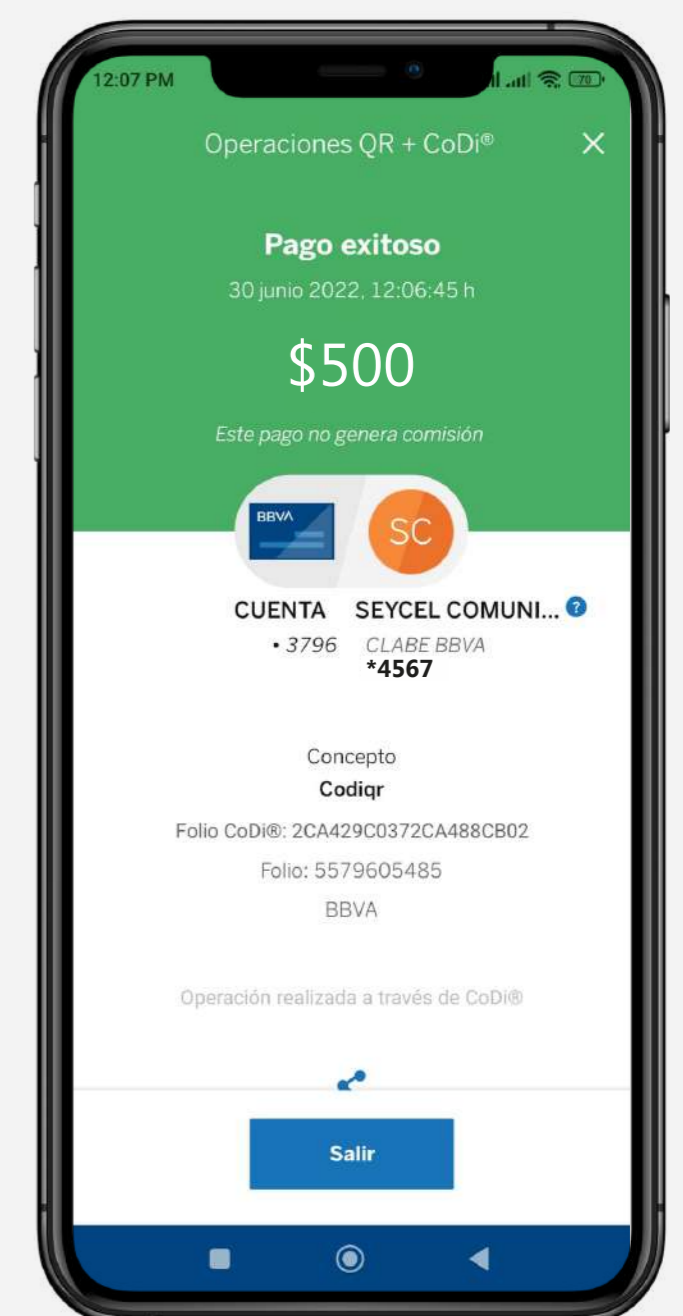 12:07 PM
70
Operaciones QR + CoDi®
Pago exitoso
30 junio 2022, 12:06:45 h
$500
Este pago no genera comisión
BBVA
SC
CUENTA SEYCEL COMUNI... ?
• 3796 CLABE BBVA
*4567
Concepto
Codiqr
Folio CoDi®: 2CA429C0372CA488CB02
Folio: 5579605485
BBVA
Operación realizada a través de CoDi®
Salir